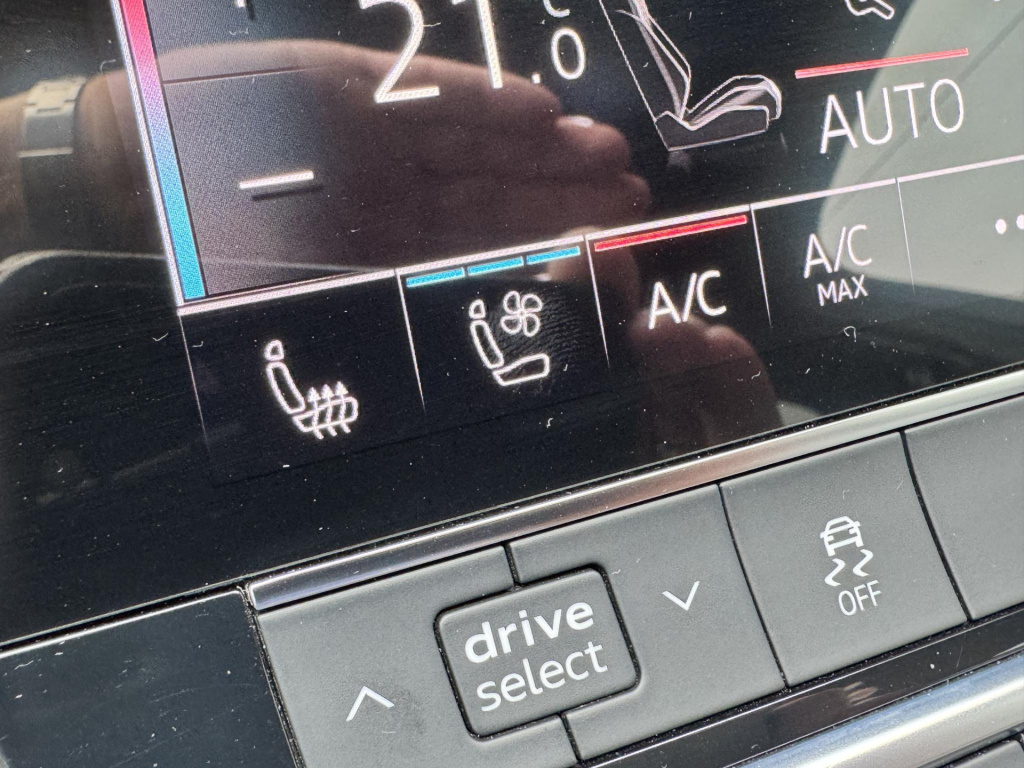 21.0
°C
AUTO
A/C
A/C
MAX
drive
select
OFF